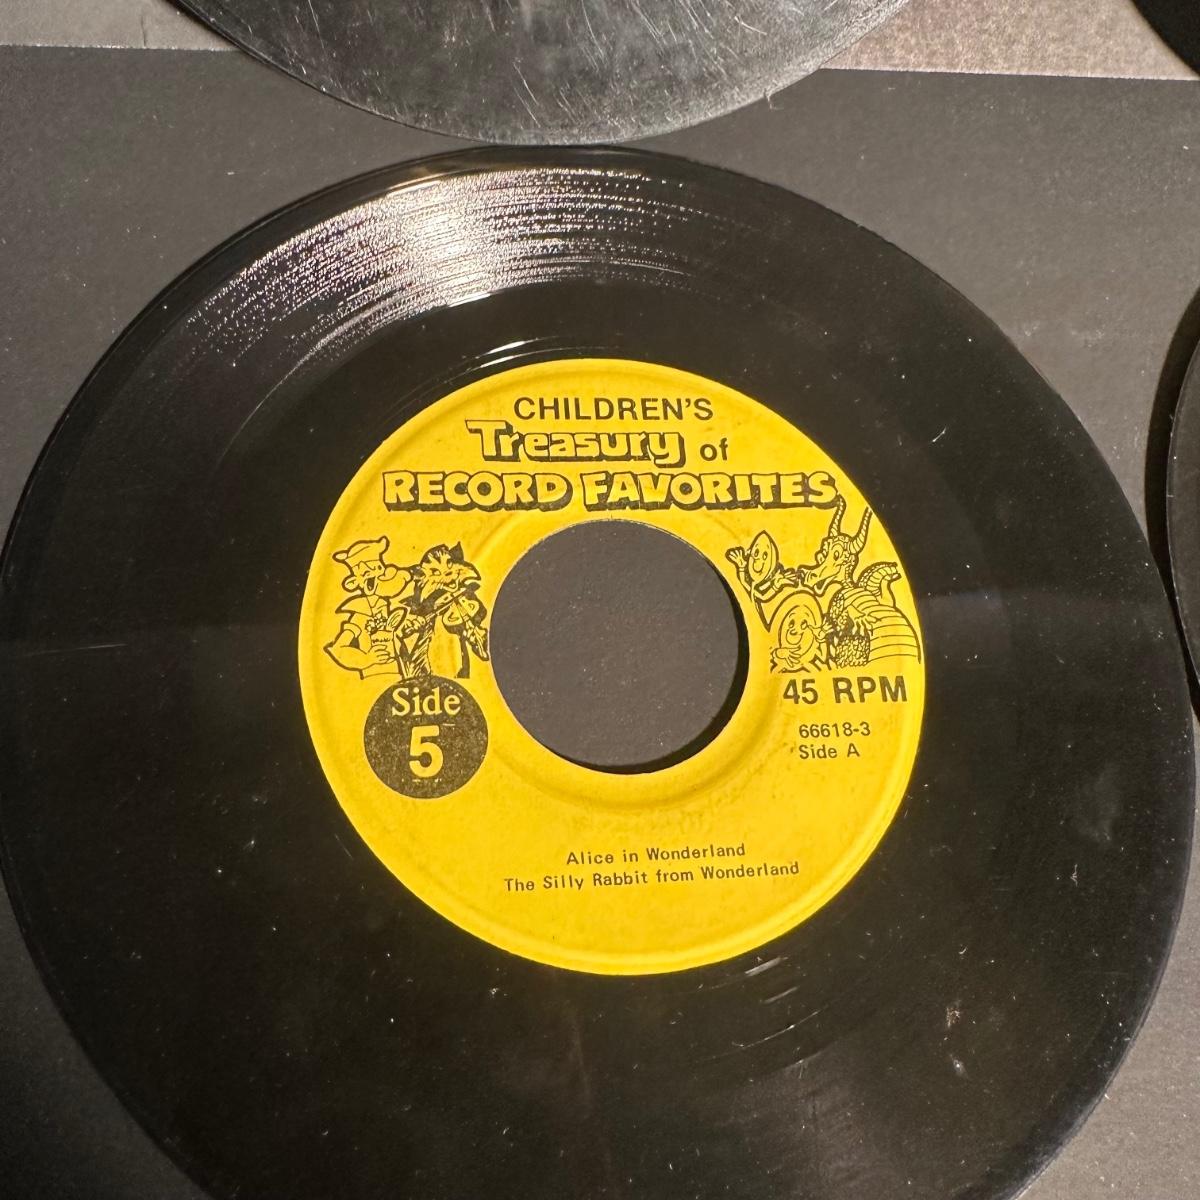 CHILDREN'S
Treasury of
RECORD FAVORITES
Side
5
45 RPM
66618-3
Side A
Alice in Wonderland
The Silly Rabbit from Wonderland